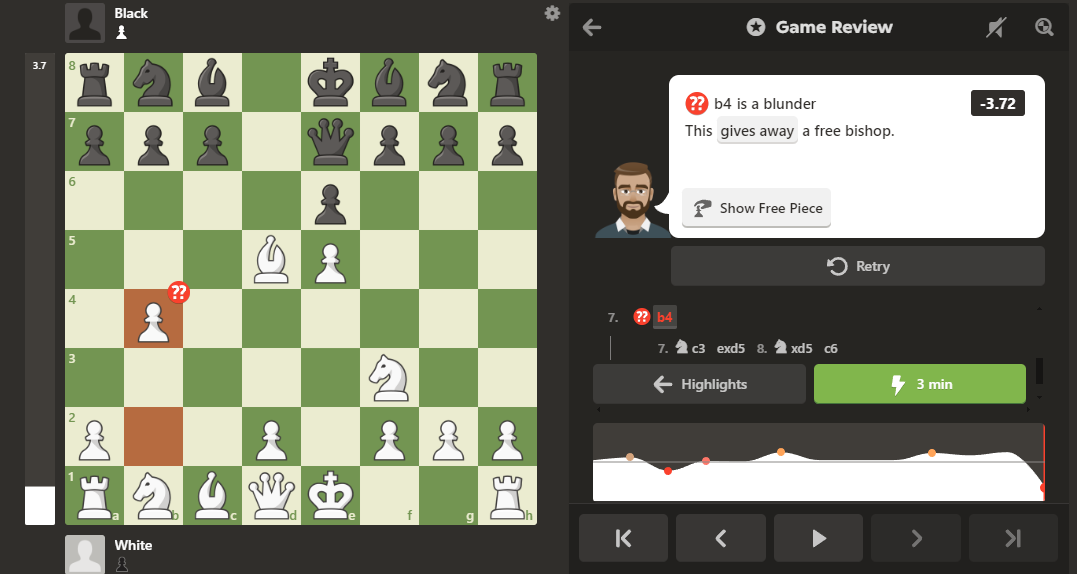 Black
Game Review
3.7
8
7
6
5
4
3
2
1
a b c d e f g h
?? b4 is a blunder
-3.72
This gives away a free bishop.
Show Free Piece
Retry
??
7. ?? b4
7. c3 exd5 8. xd5 c6
Highlights
3 min
White